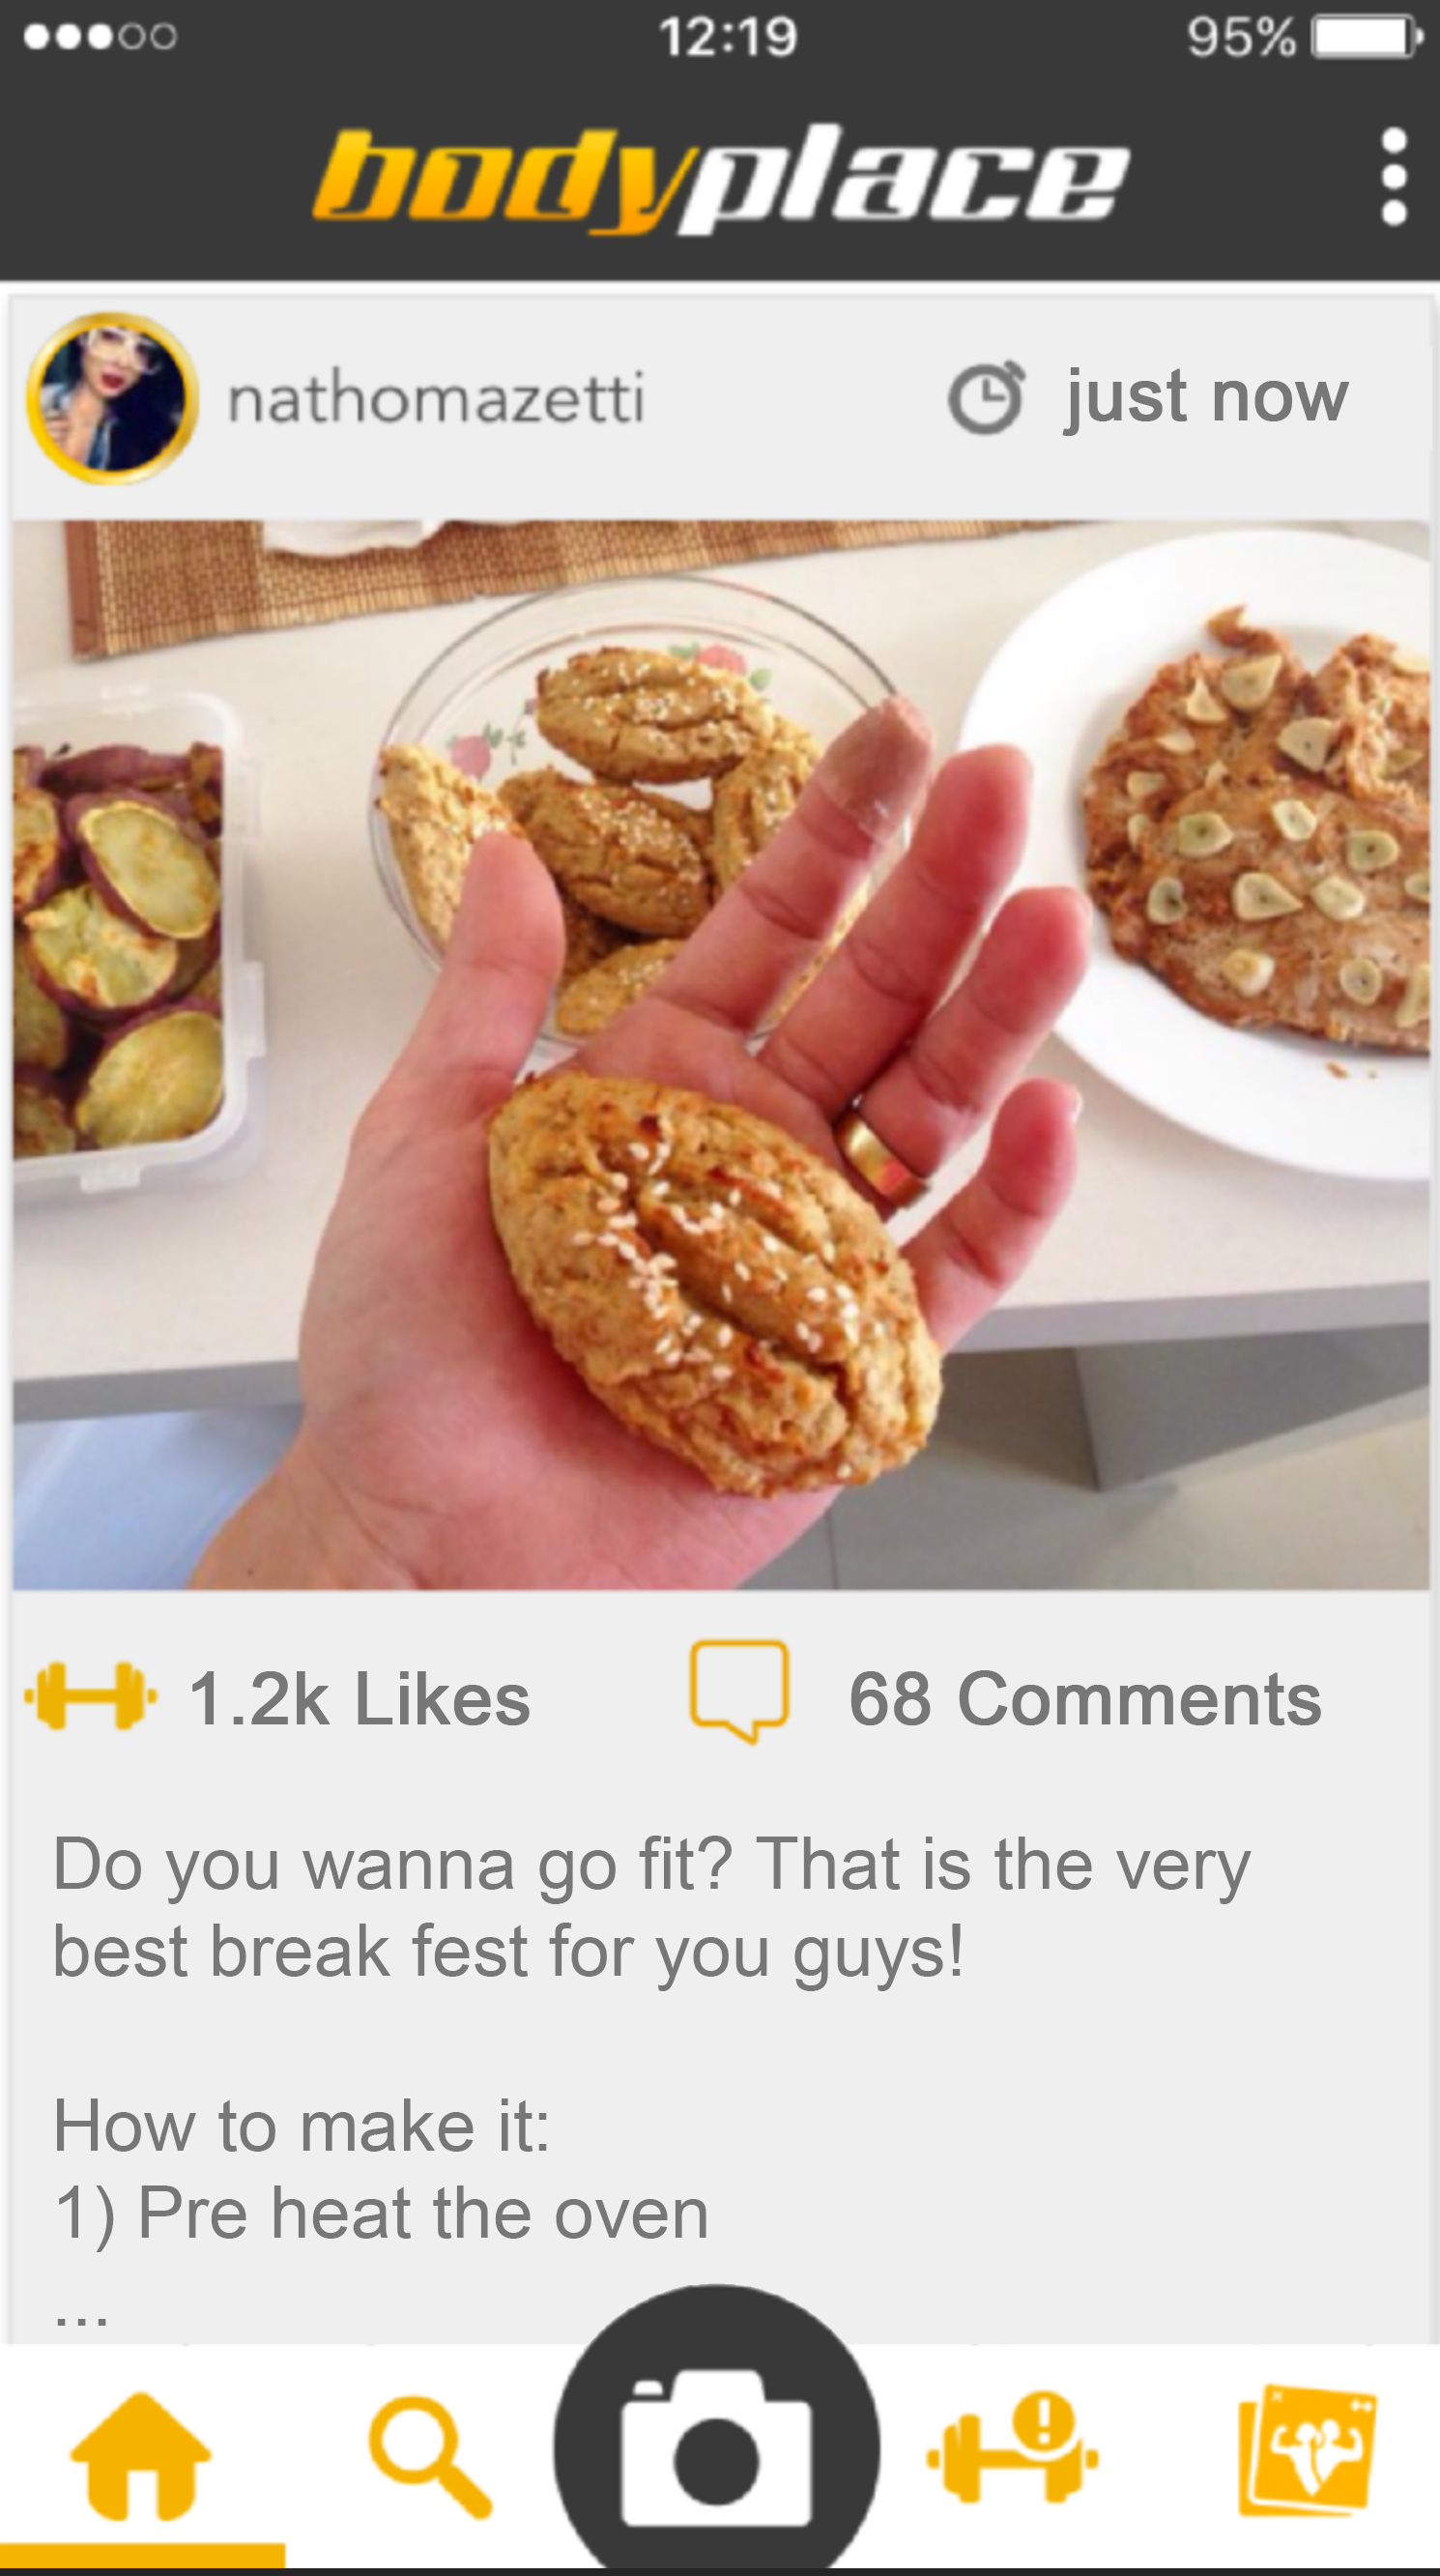 12:19
95%
bodyplace
nathomazetti
just now
1.2k Likes
68 Comments
Do you wanna go fit? That is the very
best break fest for you guys!
How to make it:
1) Pre heat the oven
...